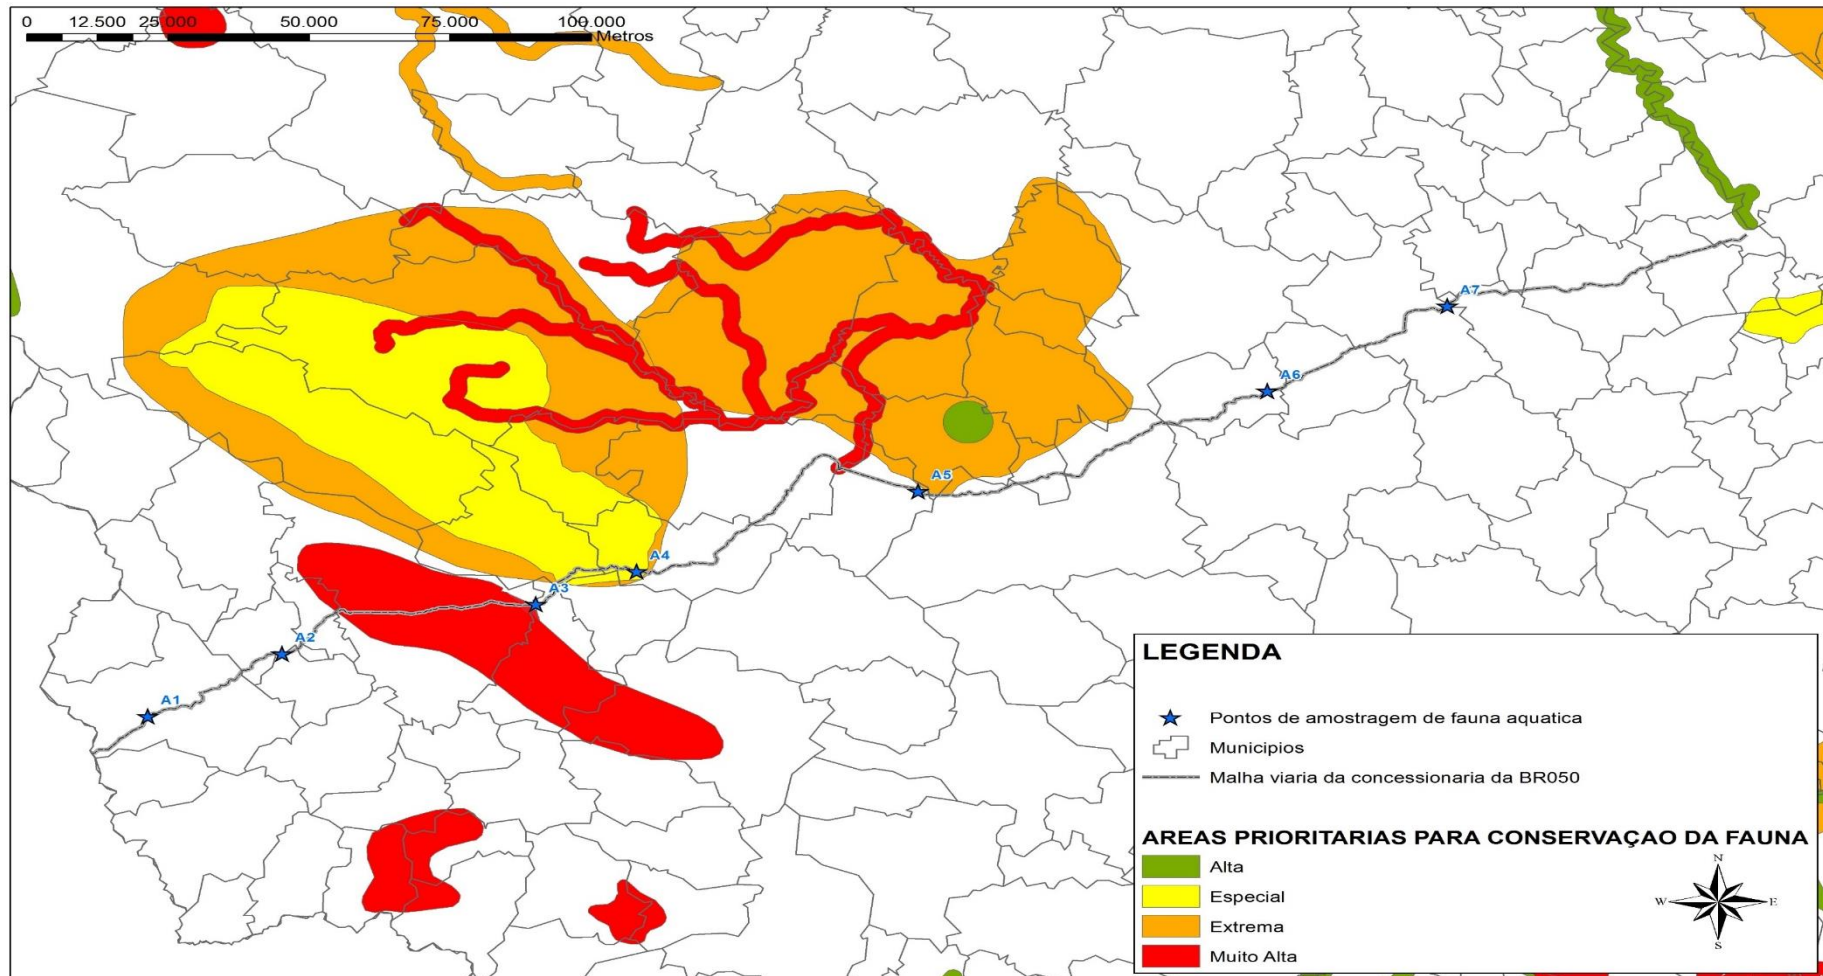 0 12.500 25.000 50.000 75.000 100.000
Metros
A7
A6
A5
A4
A3
A2
A1
LEGENDA
Pontos de amostragem de fauna aquatica
Municipios
Malha viaria da concessionaria da BR050
AREAS PRIORITARIAS PARA CONSERVAÇAO DA FAUNA
Alta
Especial
Extrema
Muito Alta
N
W E
S